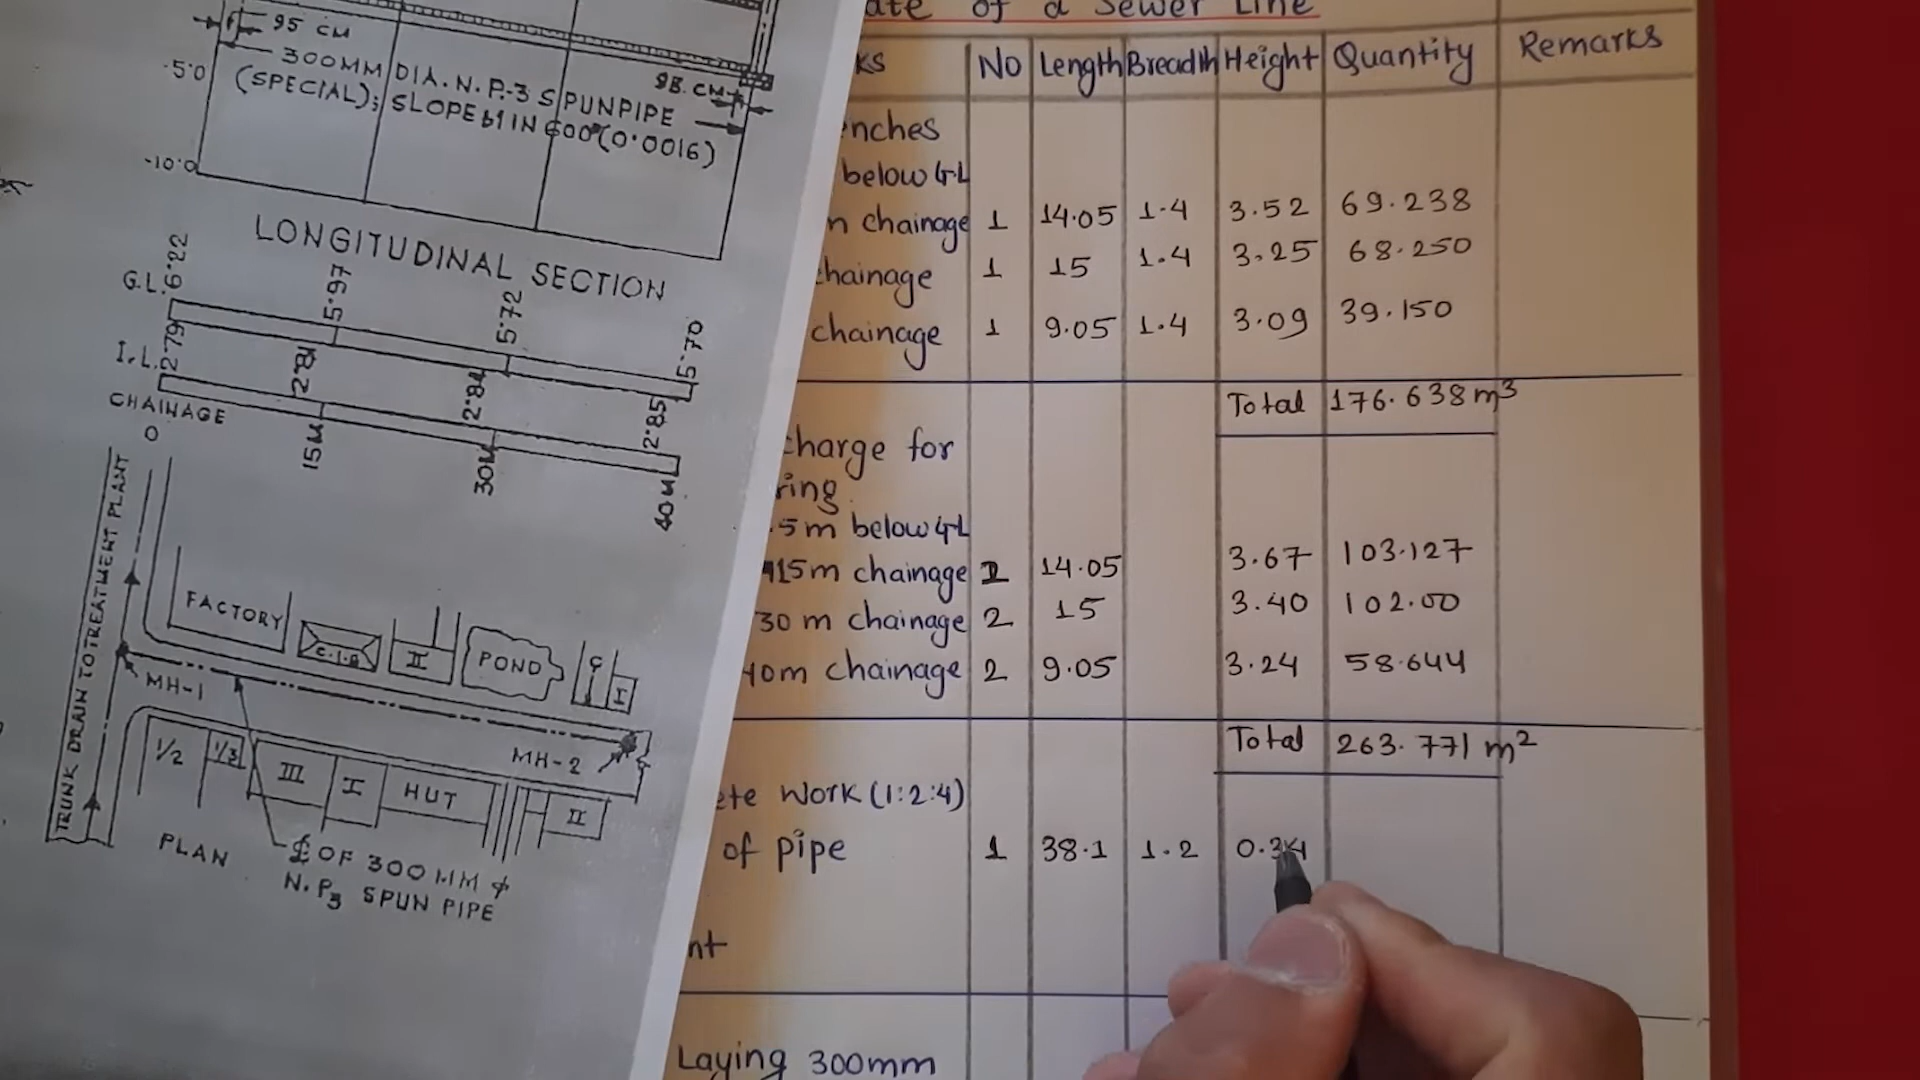 95 CM
300MM DIA. N. P.-3 SPUNPIPE
(SPECIAL); SLOPE 1 IN 600 (0.0016)
98. CM
-5.0
-10.0
LONGITUDINAL SECTION
G.L. 6.22 5.97 5.72 5.70
I.L. 2.79 2.81 2.84 2.85
CHAINAGE
0 15M 30M 40M
TRUNK DRAIN TO TREATMENT PLANT
FACTORY
C.I.G
II
POND
C
I
MH-1
MH-2
1/2 1/3 III I HUT II
PLAN
℄ OF 300 MM ϕ
N.P3 SPUN PIPE
ate of a Sewer Line
ks No Length Breadth Height Quantity Remarks
enches
below GL
m chainage 1 14.05 1.4 3.52 69.238
chainage 1 15 1.4 3.25 68.250
chainage 1 9.05 1.4 3.09 39.150
Total 176.638 m3
charge for
ring
.5m below GL
15m chainage 2 14.05 3.67 103.127
30 m chainage 2 15 3.40 102.00
40m chainage 2 9.05 3.24 58.644
Total 263.771 m2
ete work (1:2:4)
of pipe 1 38.1 1.2
nt
Laying 300mm